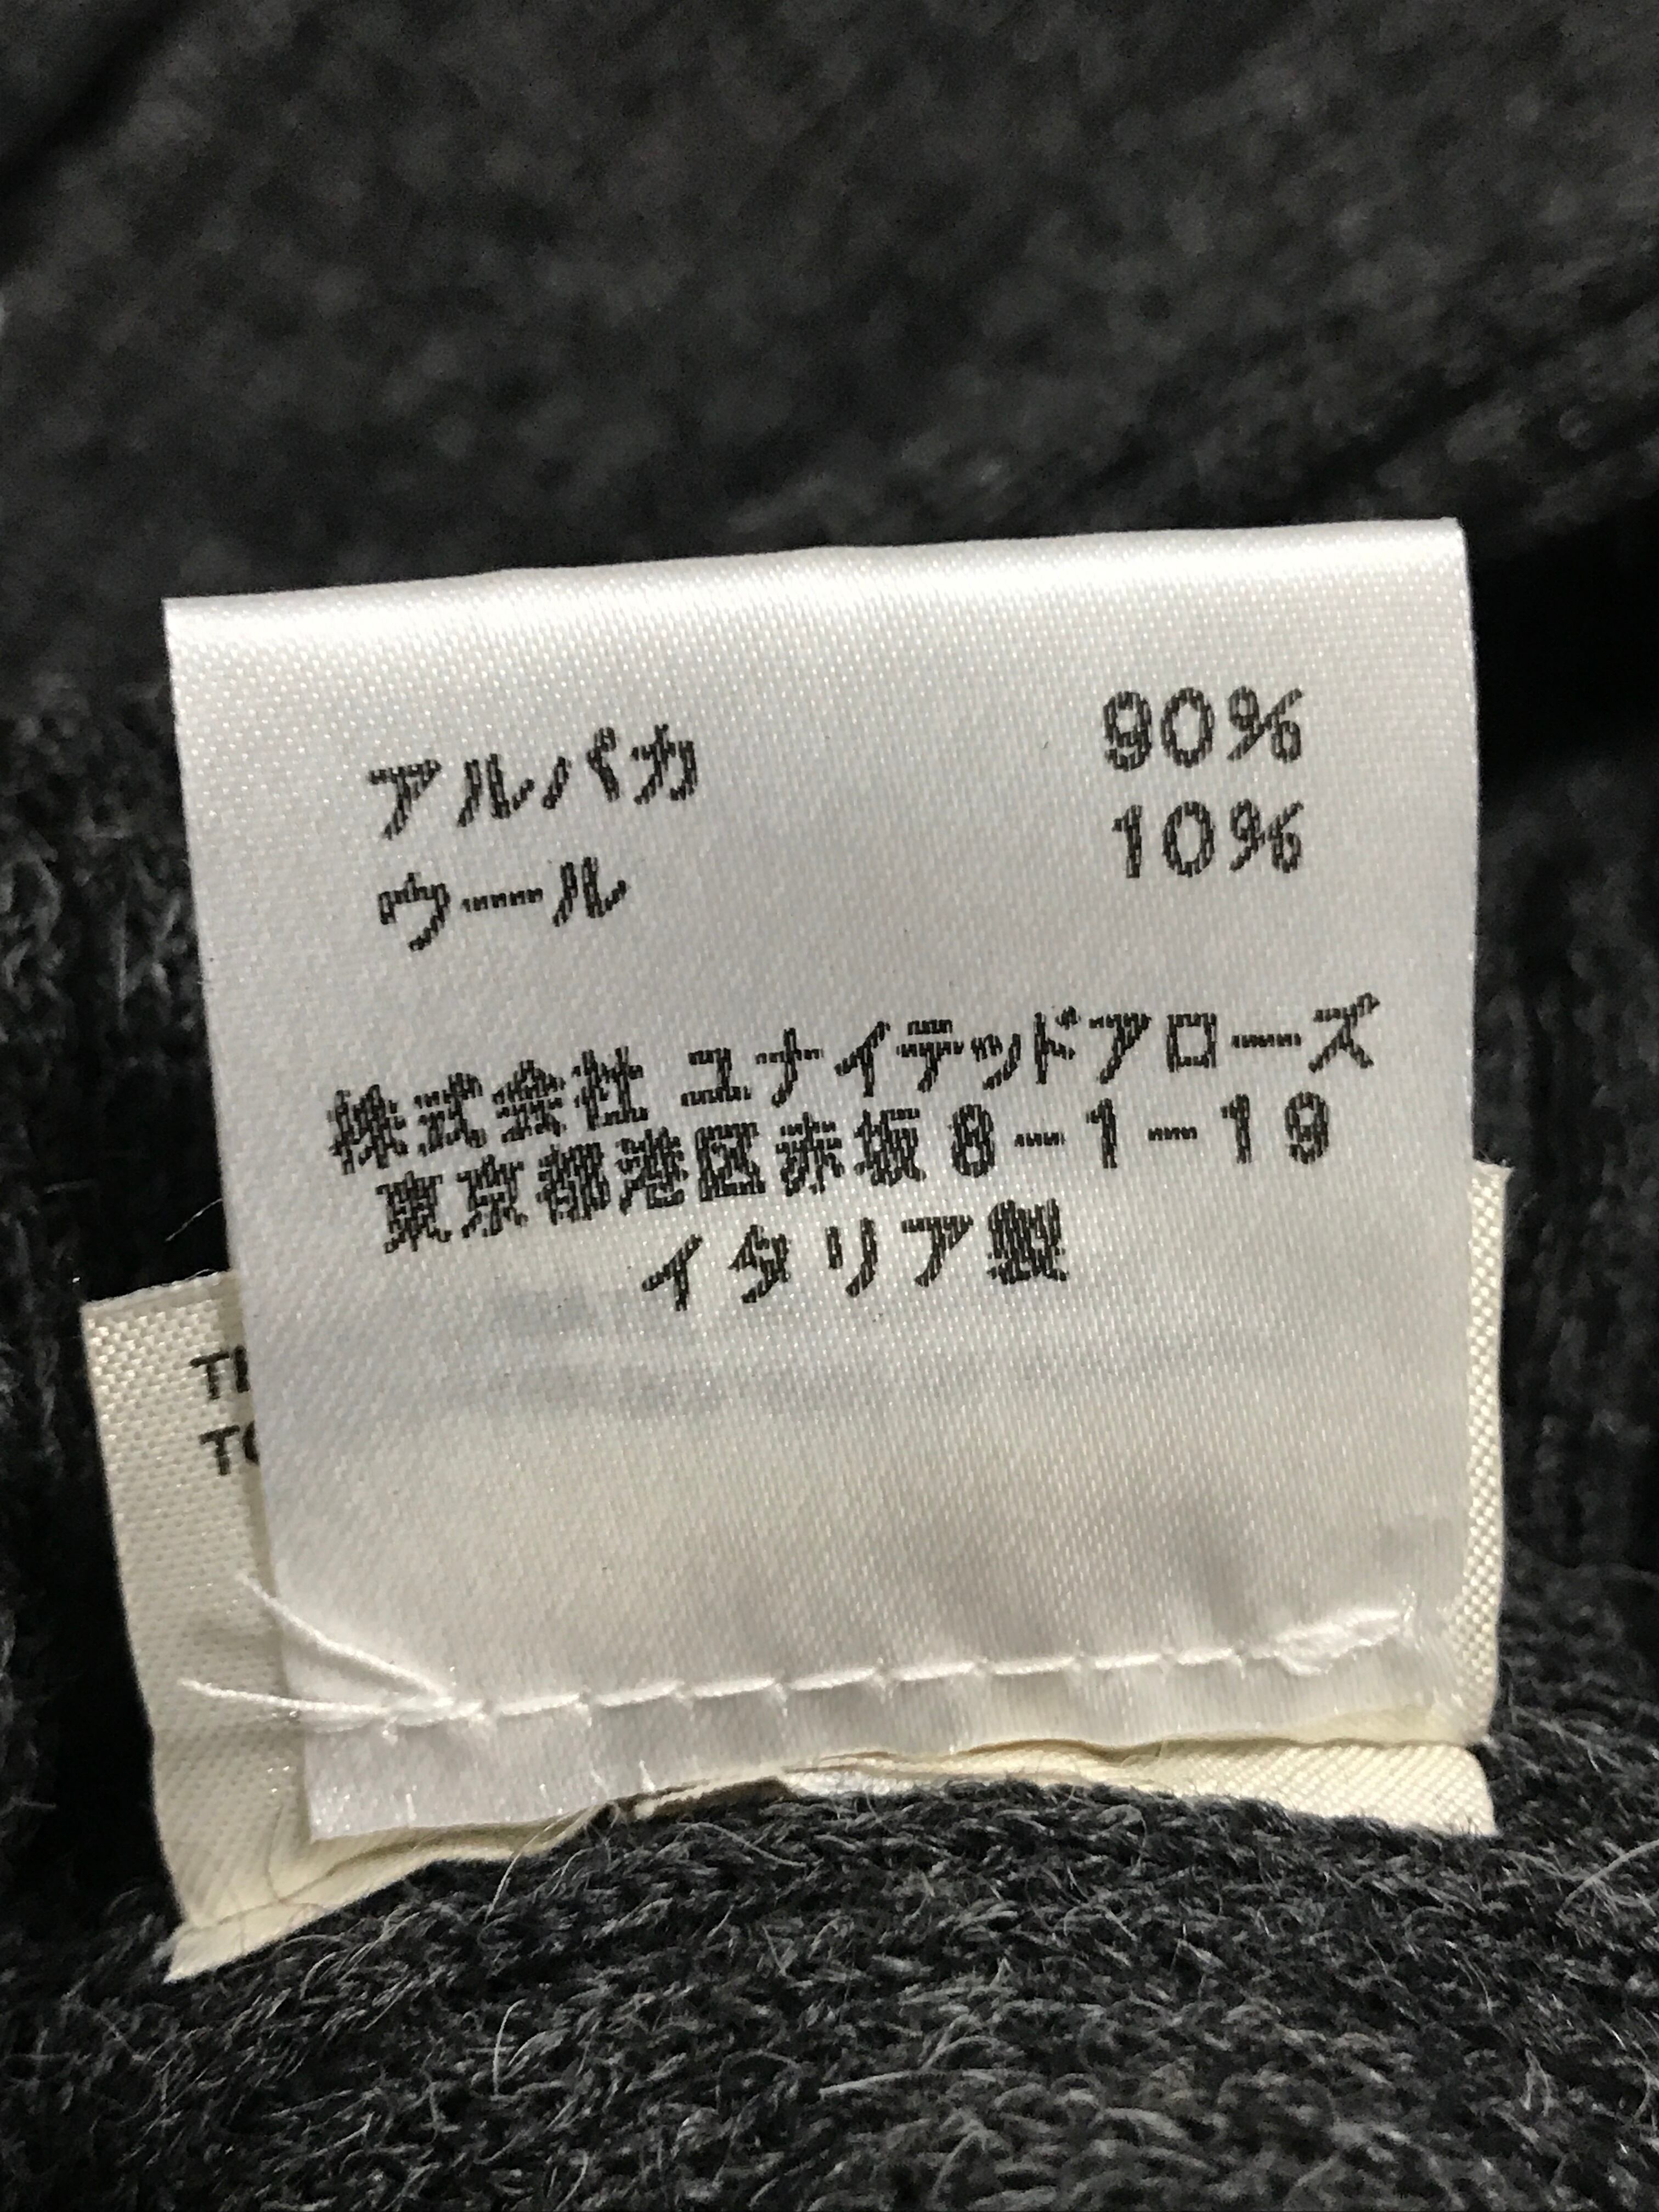 アルパカ 90%
ウール 10%
株式会社 ユナイテッドアローズ
東京都港区赤坂8-1-19
イタリア製